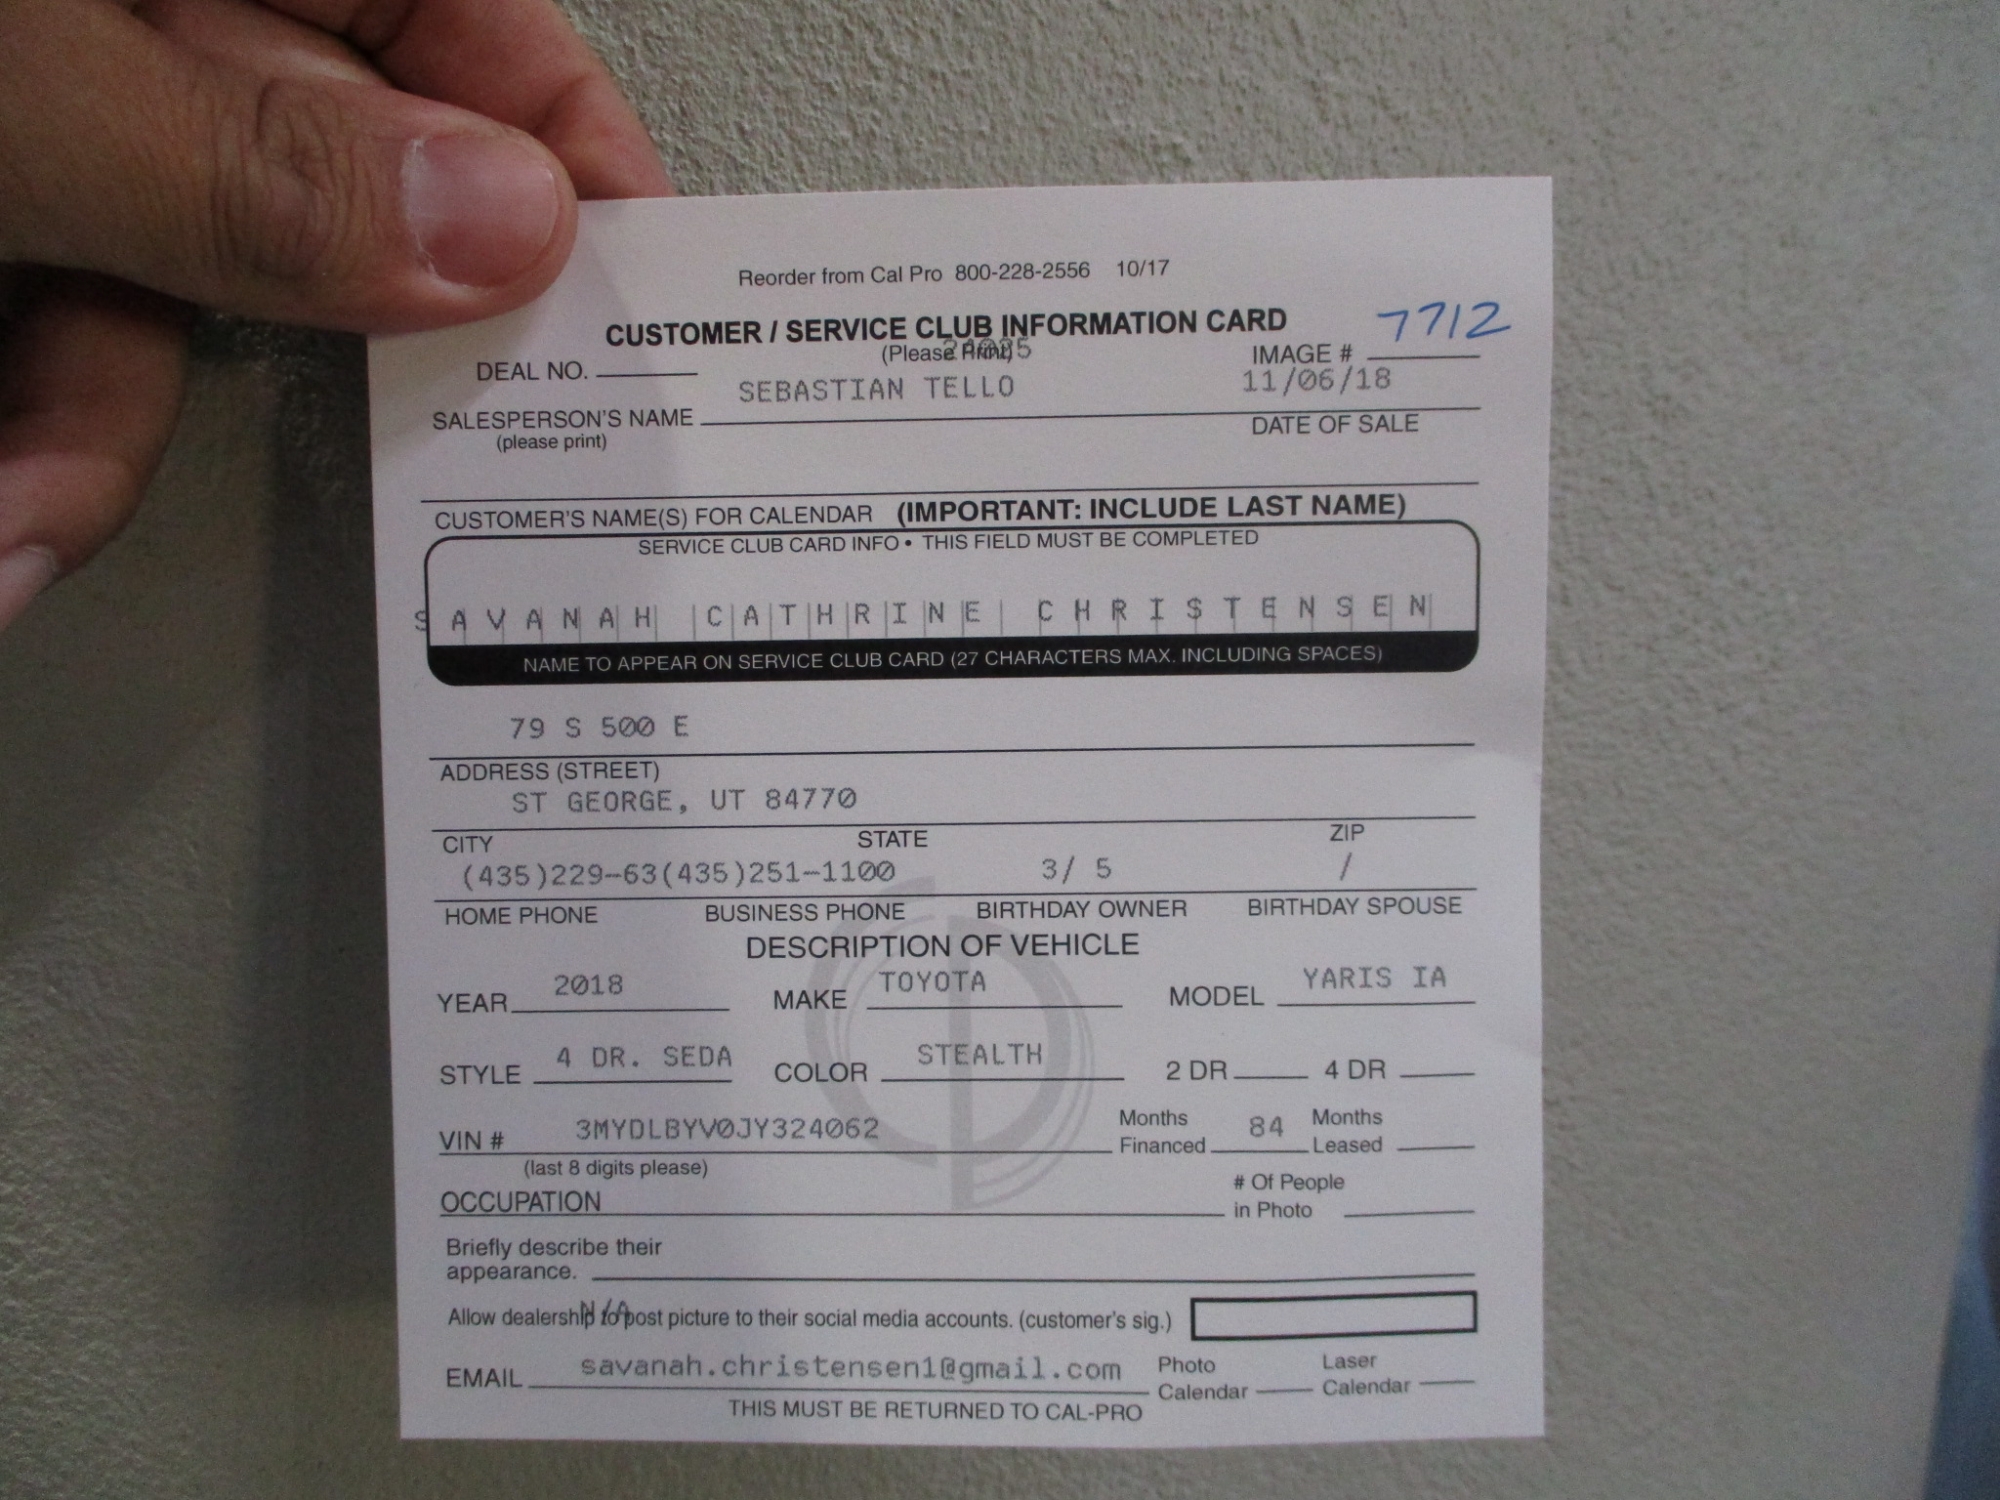 Reorder from Cal Pro 800-228-2556 10/17
CUSTOMER / SERVICE CLUB INFORMATION CARD 7712
(Please Print)
DEAL NO. IMAGE #
SEBASTIAN TELLO 11/06/18
SALESPERSON'S NAME DATE OF SALE
(please print)
CUSTOMER'S NAME(S) FOR CALENDAR (IMPORTANT: INCLUDE LAST NAME)
SERVICE CLUB CARD INFO • THIS FIELD MUST BE COMPLETED
SAVANAH CATHRINE CHRISTENSEN
NAME TO APPEAR ON SERVICE CLUB CARD (27 CHARACTERS MAX. INCLUDING SPACES)
79 S 500 E
ADDRESS (STREET)
ST GEORGE, UT 84770
CITY STATE ZIP
(435)229-63(435)251-1100 3/ 5 /
HOME PHONE BUSINESS PHONE BIRTHDAY OWNER BIRTHDAY SPOUSE
DESCRIPTION OF VEHICLE
YEAR 2018 MAKE TOYOTA MODEL YARIS IA
STYLE 4 DR. SEDA COLOR STEALTH 2 DR 4 DR
VIN # 3MYDLBYV0JY324062 Months Financed 84 Months Leased
(last 8 digits please)
OCCUPATION # Of People in Photo
Briefly describe their
appearance.
Allow dealership to post picture to their social media accounts. (customer's sig.)
N/A
EMAIL savanah.christensen1@gmail.com Photo Calendar Laser Calendar
THIS MUST BE RETURNED TO CAL-PRO